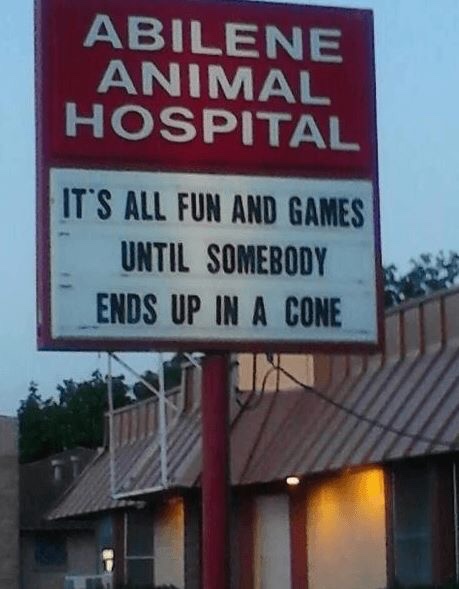 ABILENE
ANIMAL
HOSPITAL
IT'S ALL FUN AND GAMES
UNTIL SOMEBODY
ENDS UP IN A CONE